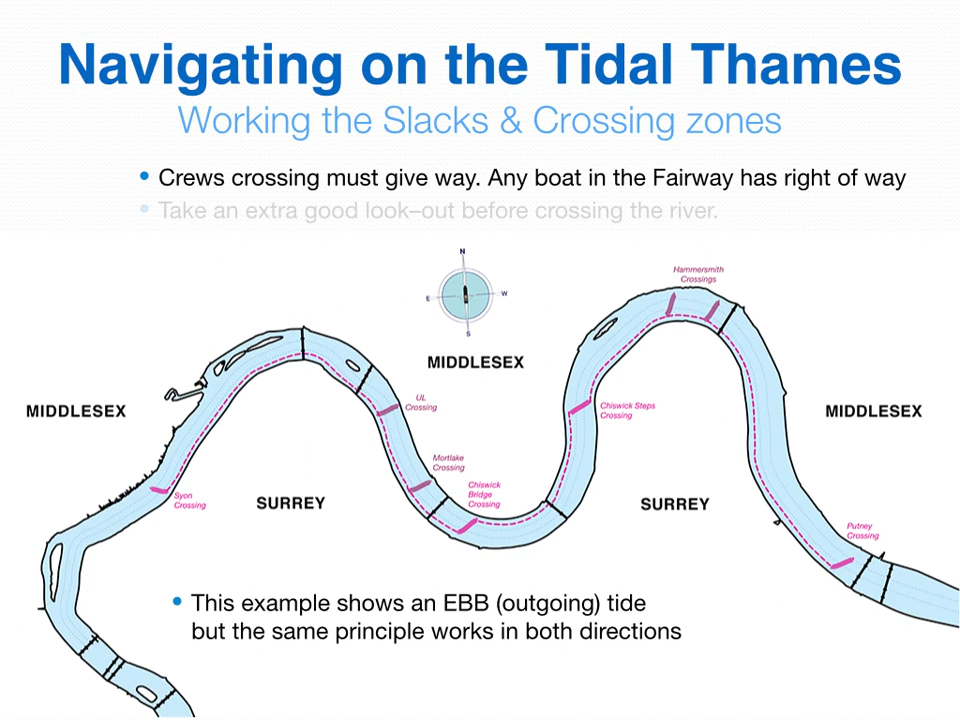 Navigating on the Tidal Thames
Working the Slacks & Crossing zones
• Crews crossing must give way. Any boat in the Fairway has right of way
• Take an extra good look–out before crossing the river.
N
E
W
S
Hammersmith
Crossings
MIDDLESEX
MIDDLESEX
MIDDLESEX
UL
Crossing
Chiswick Steps
Crossing
Mortlake
Crossing
Chiswick
Bridge
Crossing
Syon
Crossing
SURREY
SURREY
Putney
Crossing
• This example shows an EBB (outgoing) tide
but the same principle works in both directions